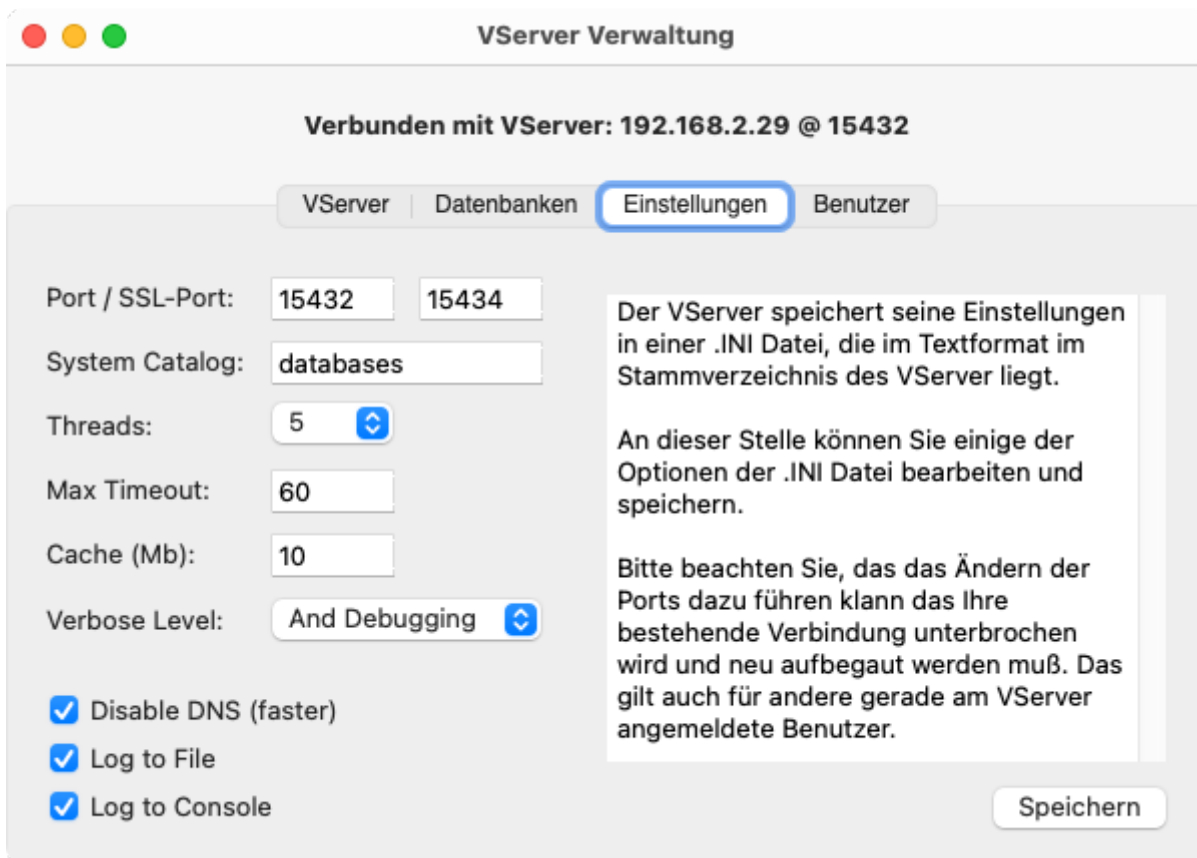 VServer Verwaltung
Verbunden mit VServer: 192.168.2.29 @ 15432
VServer Datenbanken Einstellungen Benutzer
Port / SSL-Port: 15432 15434
System Catalog: databases
Threads: 5
Max Timeout: 60
Cache (Mb): 10
Verbose Level: And Debugging
Disable DNS (faster)
Log to File
Log to Console
Der VServer speichert seine Einstellungen
in einer .INI Datei, die im Textformat im
Stammverzeichnis des VServer liegt.
An dieser Stelle können Sie einige der
Optionen der .INI Datei bearbeiten und
speichern.
Bitte beachten Sie, das das Ändern der
Ports dazu führen klann das Ihre
bestehende Verbindung unterbrochen
wird und neu aufbegaut werden muß. Das
gilt auch für andere gerade am VServer
angemeldete Benutzer.
Speichern